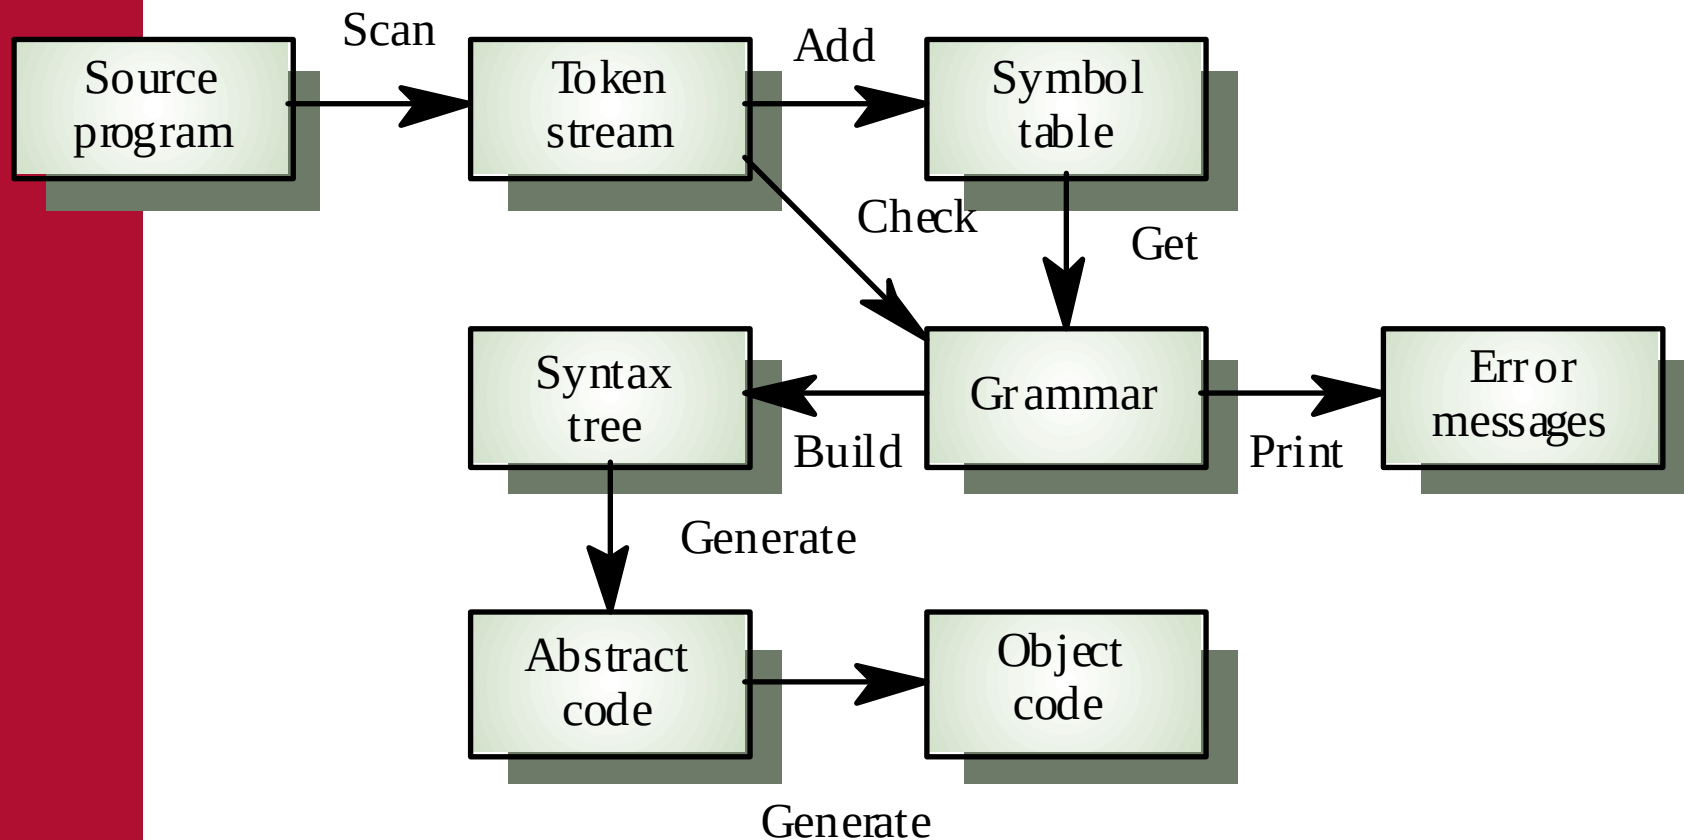 Scan
Source
program
Token
stream
Add
Symbol
table
Check
Get
Syntax
tree
Build
Grammar
Print
Error
messages
Generate
Abstract
code
Object
code
Generate